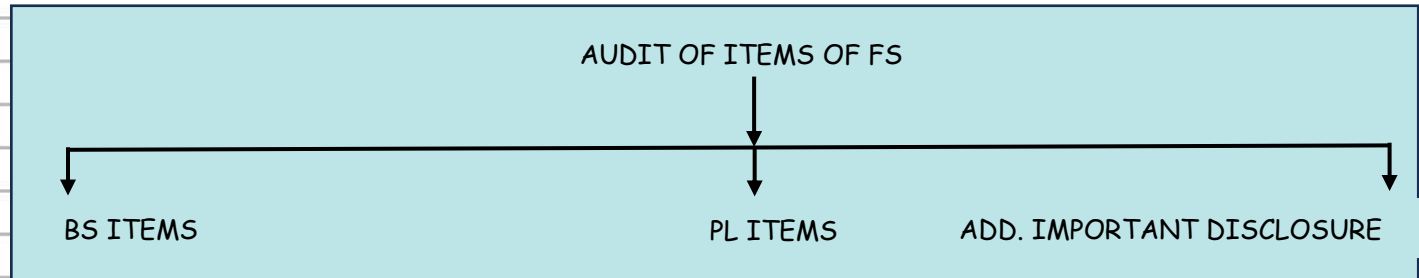 AUDIT OF ITEMS OF FS
BS ITEMS
PL ITEMS
ADD. IMPORTANT DISCLOSURE